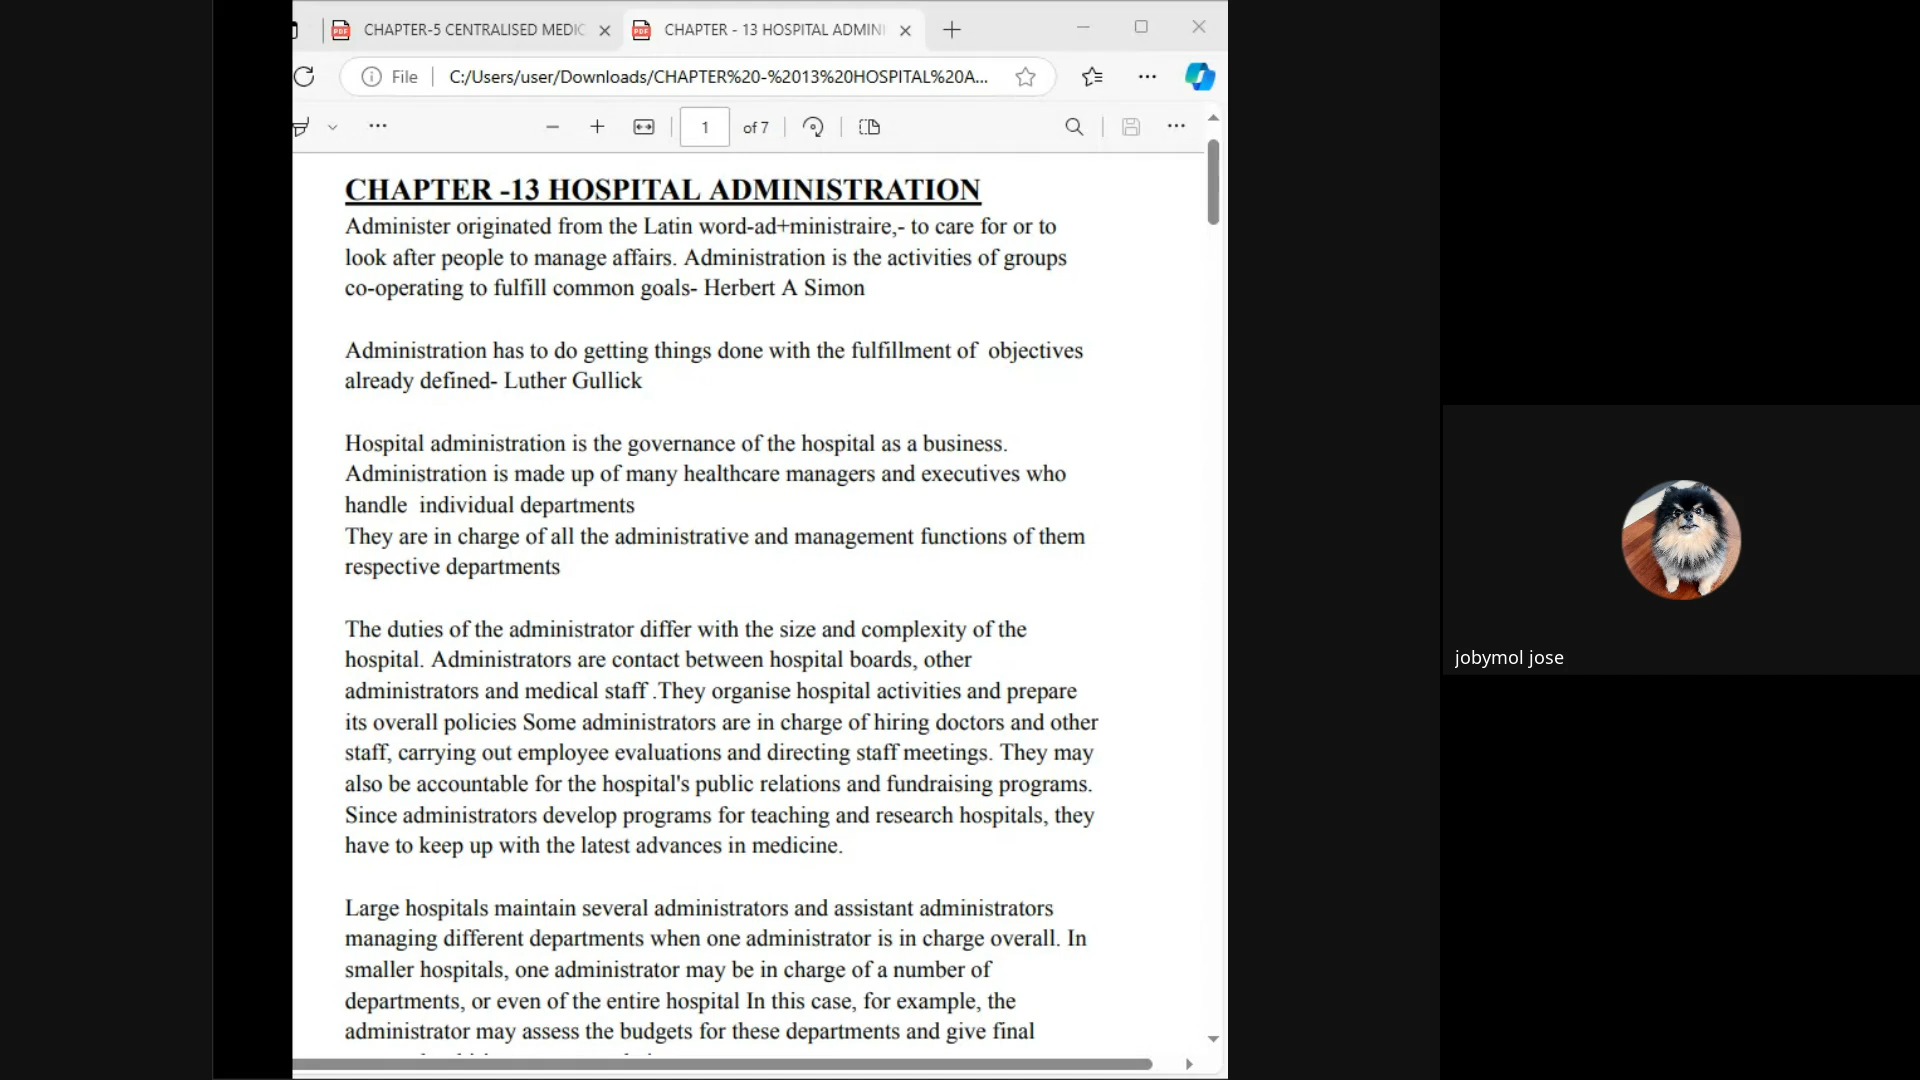 CHAPTER-5 CENTRALISED MEDIC
CHAPTER - 13 HOSPITAL ADMINI
File
C:/Users/user/Downloads/CHAPTER%20-%2013%20HOSPITAL%20A...
1 of 7
CHAPTER -13 HOSPITAL ADMINISTRATION
Administer originated from the Latin word-ad+ministraire,- to care for or to
look after people to manage affairs. Administration is the activities of groups
co-operating to fulfill common goals- Herbert A Simon
Administration has to do getting things done with the fulfillment of  objectives
already defined- Luther Gullick
Hospital administration is the governance of the hospital as a business.
Administration is made up of many healthcare managers and executives who
handle  individual departments
They are in charge of all the administrative and management functions of them
respective departments
The duties of the administrator differ with the size and complexity of the
hospital. Administrators are contact between hospital boards, other
administrators and medical staff .They organise hospital activities and prepare
its overall policies Some administrators are in charge of hiring doctors and other
staff, carrying out employee evaluations and directing staff meetings. They may
also be accountable for the hospital's public relations and fundraising programs.
Since administrators develop programs for teaching and research hospitals, they
have to keep up with the latest advances in medicine.
Large hospitals maintain several administrators and assistant administrators
managing different departments when one administrator is in charge overall. In
smaller hospitals, one administrator may be in charge of a number of
departments, or even of the entire hospital In this case, for example, the
administrator may assess the budgets for these departments and give final
jobymol jose